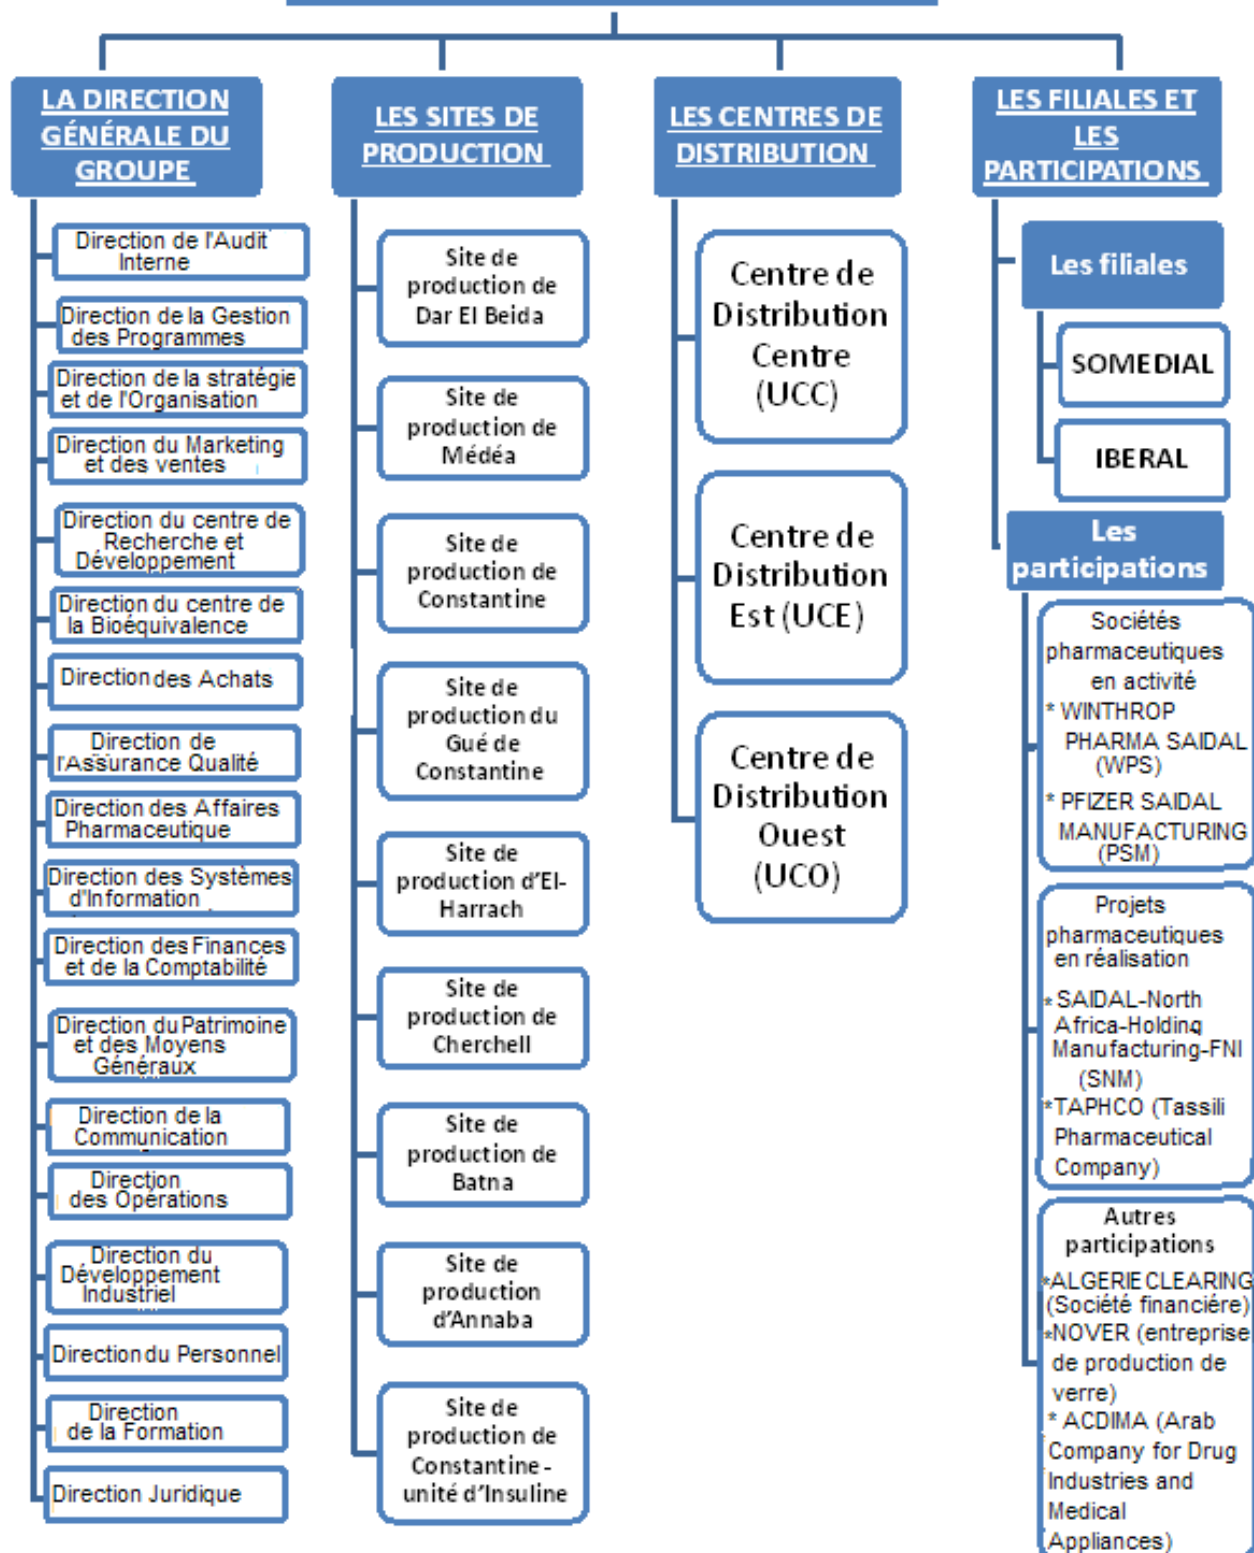 LA DIRECTION
GÉNÉRALE DU
GROUPE
Direction de l'Audit
Interne
Direction de la Gestion
des Programmes
Direction de la stratégie
et de l'Organisation
Direction du Marketing
et des ventes
Direction du centre de
Recherche et
Développement
Direction du centre de
la Bioéquivalence
Direction des Achats
Direction de
l'Assurance Qualité
Direction des Affaires
Pharmaceutique
Direction des Systèmes
d'Information
Direction des Finances
et de la Comptabilité
Direction du Patrimoine
et des Moyens
Généraux
Direction de la
Communication
Direction
des Opérations
Direction du
Développement
Industriel
Direction du Personnel
Direction
de la Formation
Direction Juridique
LES SITES DE
PRODUCTION
Site de
production de
Dar El Beida
Site de
production de
Médéa
Site de
production de
Constantine
Site de
production du
Gué de
Constantine
Site de
production d'El-
Harrach
Site de
production de
Cherchell
Site de
production de
Batna
Site de
production
d'Annaba
Site de
production de
Constantine -
unité d'Insuline
LES CENTRES DE
DISTRIBUTION
Centre de
Distribution
Centre
(UCC)
Centre de
Distribution
Est (UCE)
Centre de
Distribution
Ouest
(UCO)
LES FILIALES ET
LES
PARTICIPATIONS
Les filiales
SOMEDIAL
IBERAL
Les
participations
Sociétés
pharmaceutiques
en activité
* WINTHROP
PHARMA SAIDAL
(WPS)
* PFIZER SAIDAL
MANUFACTURING
(PSM)
Projets
pharmaceutiques
en réalisation
* SAIDAL-North
Africa-Holding
Manufacturing-FNI
(SNM)
*TAPHCO (Tassili
Pharmaceutical
Company)
Autres
participations
*ALGERIE CLEARING
(Société financiére)
*NOVER (entreprise
de production de
verre)
* ACDIMA (Arab
Company for Drug
Industries and
Medical
Appliances)